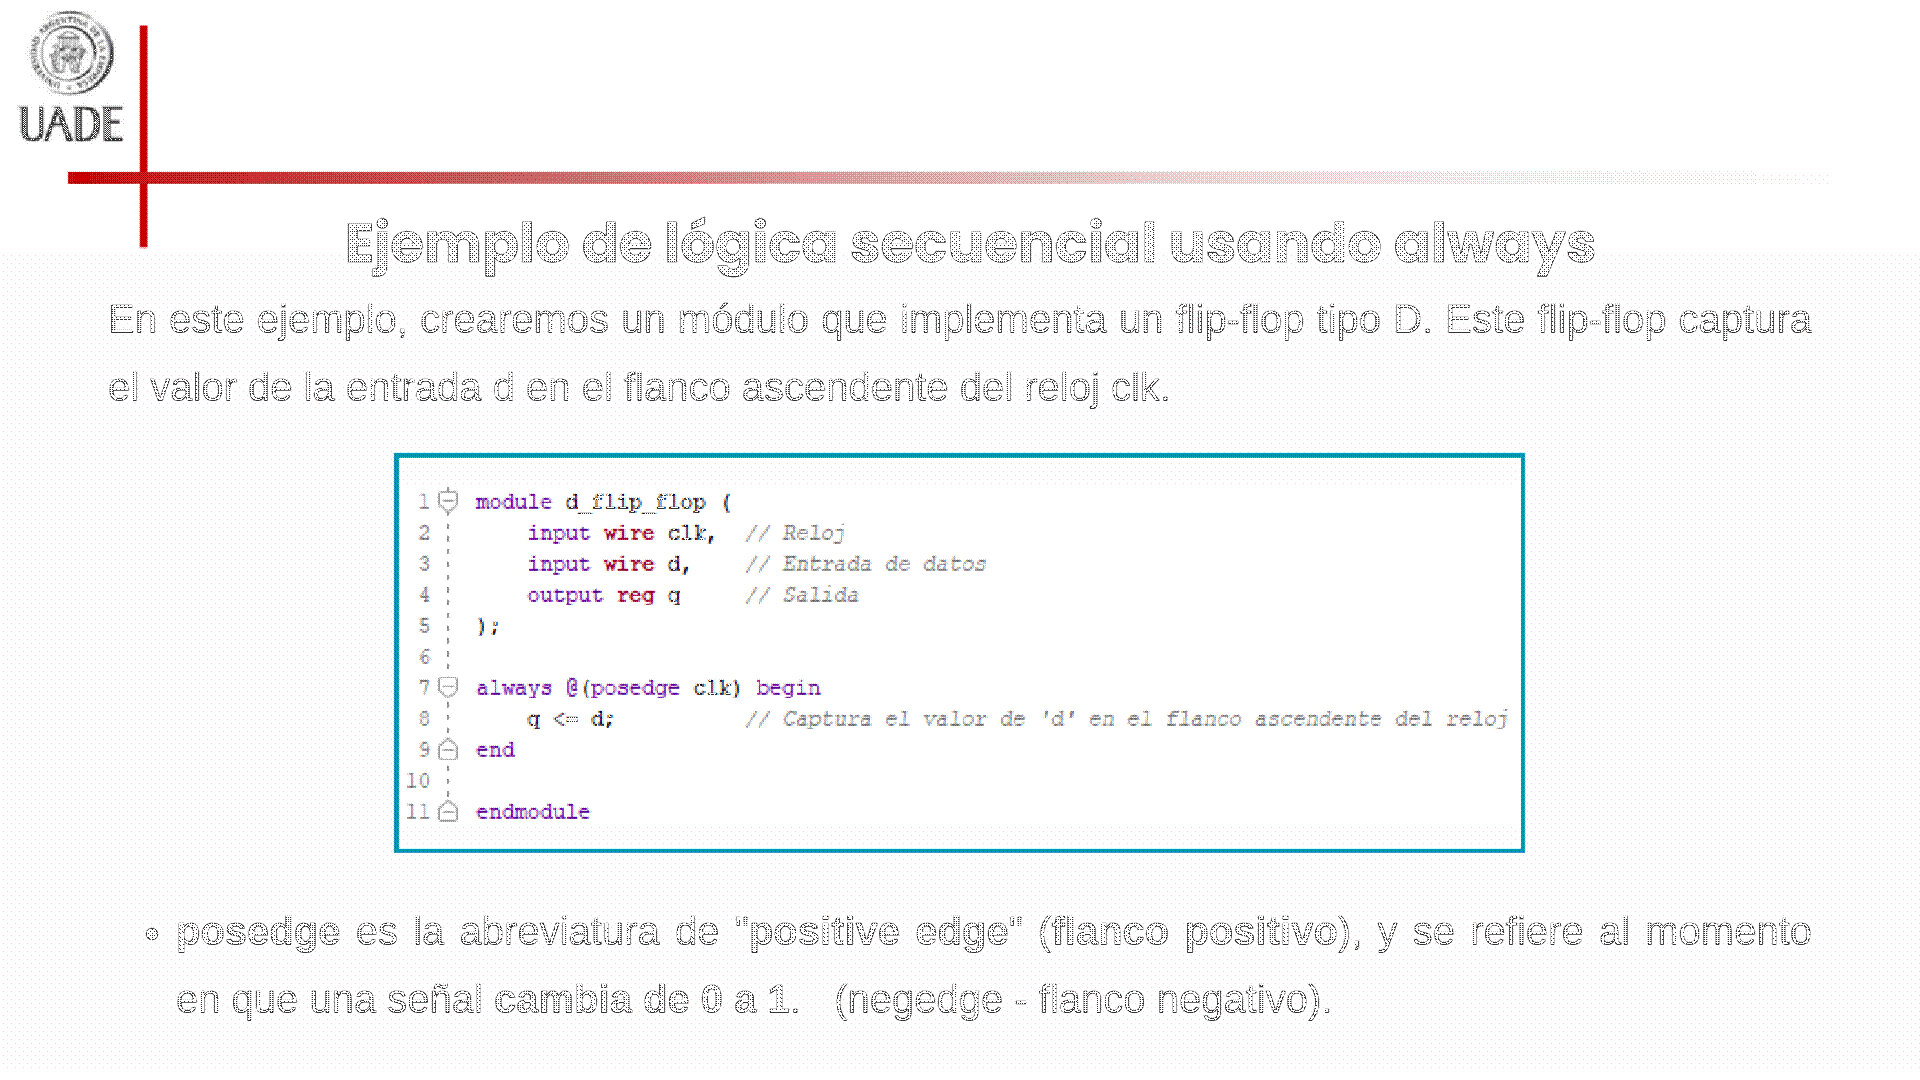 UNIVERSIDAD ARGENTINA DE LA EMPRESA
UADE
Ejemplo de lógica secuencial usando always
En este ejemplo, crearemos un módulo que implementa un flip-flop tipo D. Este flip-flop captura
el valor de la entrada d en el flanco ascendente del reloj clk.
1 module d_flip_flop (
2 input wire clk, // Reloj
3 input wire d, // Entrada de datos
4 output reg q // Salida
5 );
6
7 always @(posedge clk) begin
8 q <= d; // Captura el valor de 'd' en el flanco ascendente del reloj
9 end
10
11 endmodule
• posedge es la abreviatura de "positive edge" (flanco positivo), y se refiere al momento
en que una señal cambia de 0 a 1. (negedge - flanco negativo).